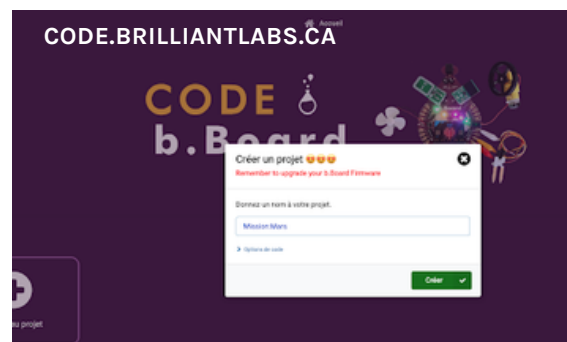 Accueil
CODE.BRILLIANTLABS.CA
CODE
b.Board
Créer un projet
Remember to upgrade your b.Board Firmware
Donnez un nom à votre projet.
Mission:Mars
Options de code
Créer
au projet